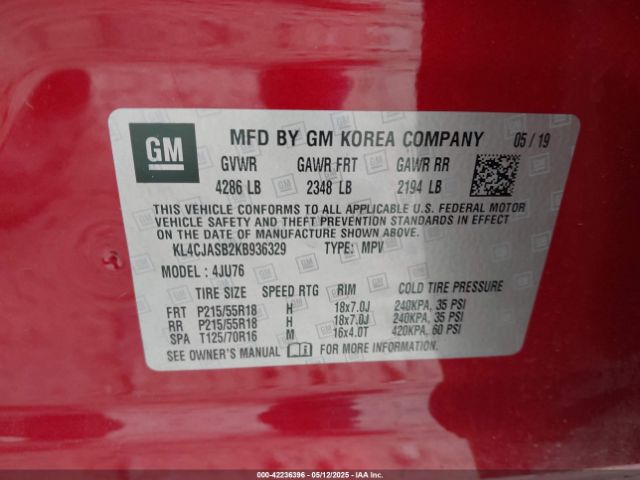 GM
MFD BY GM KOREA COMPANY 05 / 19
GVWR GAWR FRT GAWR RR
4286 LB 2348 LB 2194 LB
THIS VEHICLE CONFORMS TO ALL APPLICABLE U.S. FEDERAL MOTOR
VEHICLE SAFETY AND THEFT PREVENTION STANDARDS IN EFFECT
ON THE DATE OF MANUFACTURE SHOWN ABOVE.
KL4CJASB2KB936329 TYPE: MPV
MODEL : 4JU76
TIRE SIZE SPEED RTG RIM COLD TIRE PRESSURE
FRT P215/55R18 H 18x7.0J 240KPA, 35 PSI
RR P215/55R18 H 18x7.0J 240KPA, 35 PSI
SPA T125/70R16 M 16x4.0T 420KPA, 60 PSI
SEE OWNER'S MANUAL FOR MORE INFORMATION.
000-42236396 - 05/12/2025 - IAA Inc.